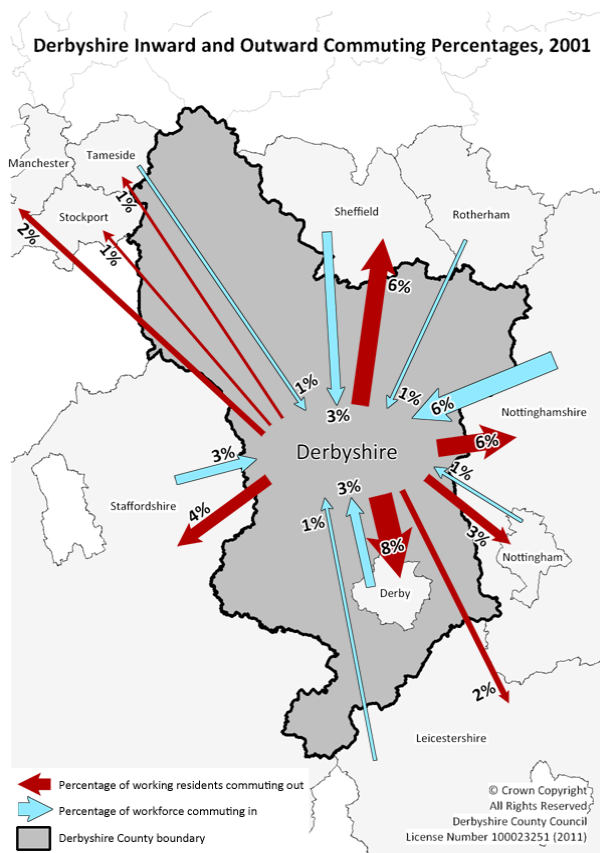 Derbyshire Inward and Outward Commuting Percentages, 2001
Manchester
Tameside
Stockport
Sheffield
Rotherham
1%
2%
1%
6%
1%
1%
3%
6%
Nottinghamshire
6%
Derbyshire
3%
1%
3%
Staffordshire
4%
1%
3%
8%
Nottingham
Derby
2%
Leicestershire
Percentage of working residents commuting out
Percentage of workforce commuting in
Derbyshire County boundary
© Crown Copyright
All Rights Reserved
Derbyshire County Council
License Number 100023251 (2011)